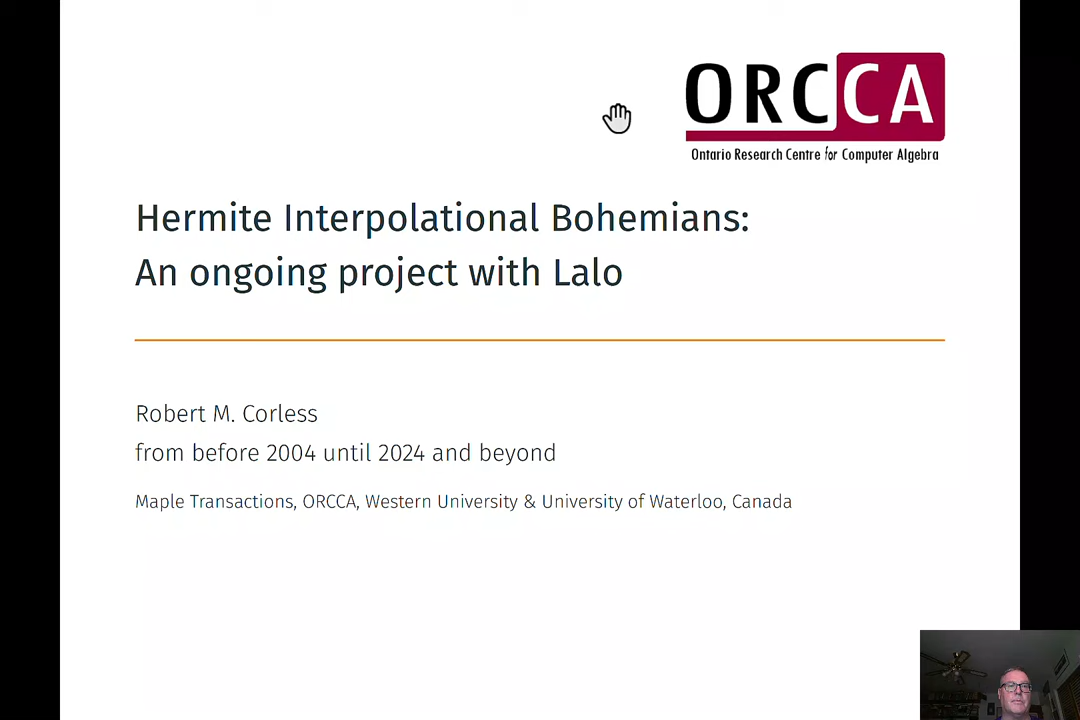 ORCCA
Ontario Research Centre for Computer Algebra
Hermite Interpolational Bohemians:
An ongoing project with Lalo
Robert M. Corless
from before 2004 until 2024 and beyond
Maple Transactions, ORCCA, Western University & University of Waterloo, Canada